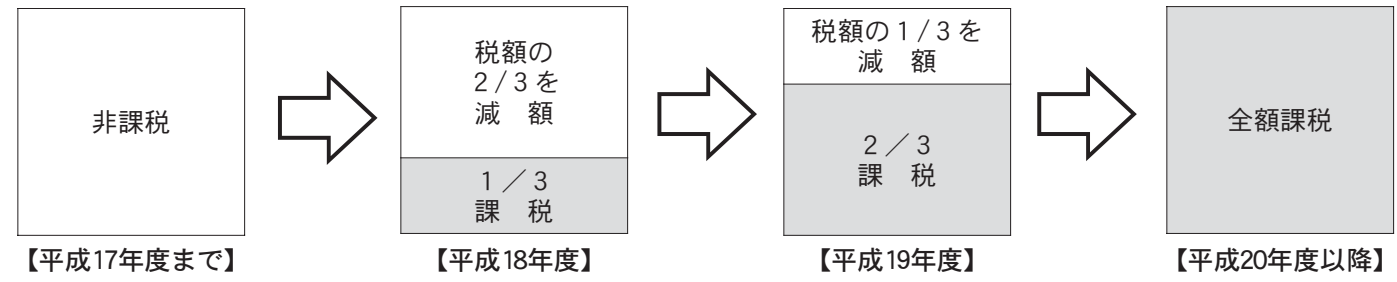 非課税
【平成17年度まで】
税額の
2/3を
減　額
1／3
課　税
【平成18年度】
税額の1/3を
減　額
2／3
課　税
【平成19年度】
全額課税
【平成20年度以降】